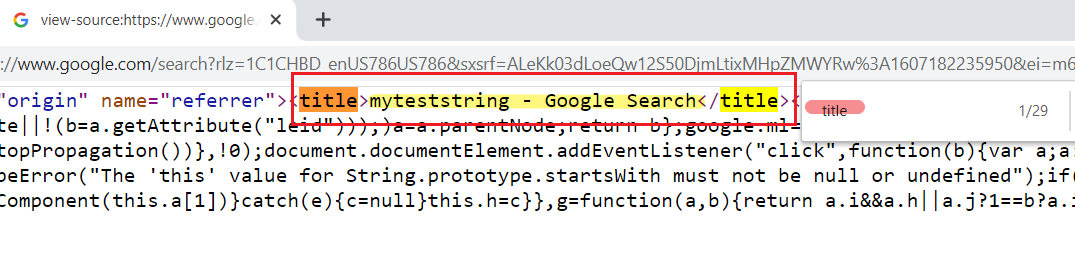 view-source:https://www.google.
://www.google.com/search?rlz=1C1CHBD_enUS786US786&sxsrf=ALeKk03dLoeQw12S50DjmLtixMHpZMWYRw%3A1607182235950&ei=m6
"origin" name="referrer"><title>myteststring - Google Search</title><
title 1/29
te||!(b=a.getAttribute("leid")));)a=a.parentNode;return b};google.ml=
topPropagation())},!0);document.documentElement.addEventListener("click",function(b){var a;a
peError("The 'this' value for String.prototype.startsWith must not be null or undefined");if(
Component(this.a[1])}catch(e){c=null}this.h=c}},g=function(a,b){return a.i&&a.h||a.j?1==b?a.i